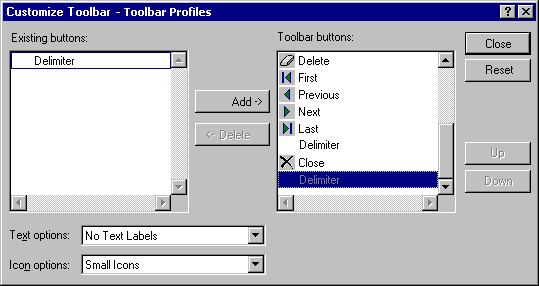 Customize Toolbar - Toolbar Profiles
Existing buttons:
Delimiter
Add ->
<- Delete
Toolbar buttons:
Delete
First
Previous
Next
Last
Delimiter
Close
Delimiter
Close
Reset
Up
Down
Text options:
No Text Labels
Icon options:
Small Icons